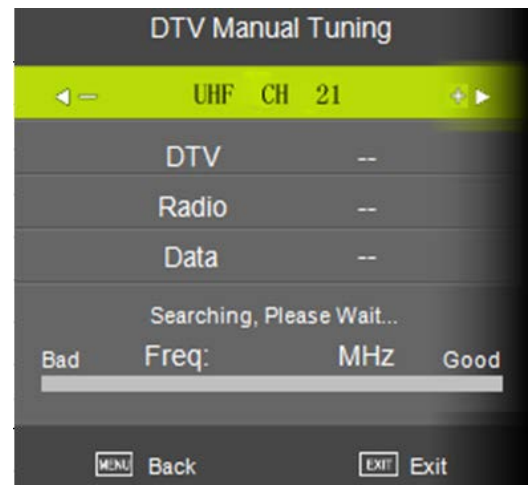 DTV Manual Tuning
UHF CH 21
DTV --
Radio --
Data --
Searching, Please Wait...
Bad Freq: MHz Good
MENU Back EXIT Exit